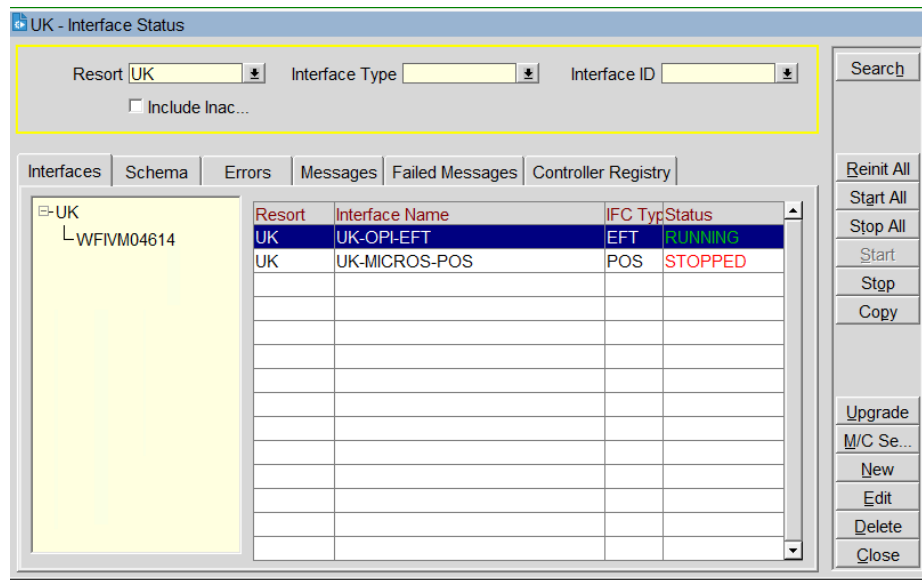 UK - Interface Status
Resort UK Interface Type Interface ID
Include Inac...
Search
Interfaces Schema Errors Messages Failed Messages Controller Registry
Reinit All
Start All
Stop All
Start
Stop
Copy
Upgrade
M/C Se...
New
Edit
Delete
Close
UK
WFIVM04614
Resort Interface Name IFC Typ Status
UK UK-OPI-EFT EFT RUNNING
UK UK-MICROS-POS POS STOPPED